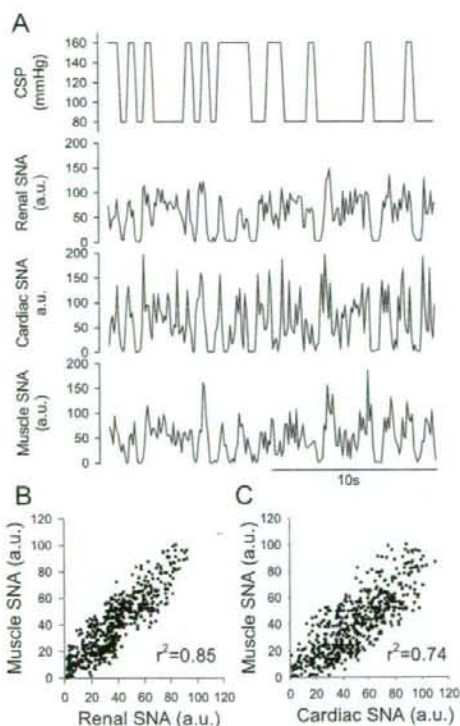 A
CSP
(mmHg)
160
140
120
100
80
Renal SNA
(a.u.)
200
150
100
50
0
Cardiac SNA
a.u.
200
150
100
50
0
Muscle SNA
(a.u.)
200
150
100
50
0
10s
B
Muscle SNA (a.u.)
120
100
80
60
40
20
0
r²=0.85
0 20 40 60 80 100 120
Renal SNA (a.u.)
C
Muscle SNA (a.u.)
120
100
80
60
40
20
0
r²=0.74
0 20 40 60 80 100 120
Cardiac SNA (a.u.)